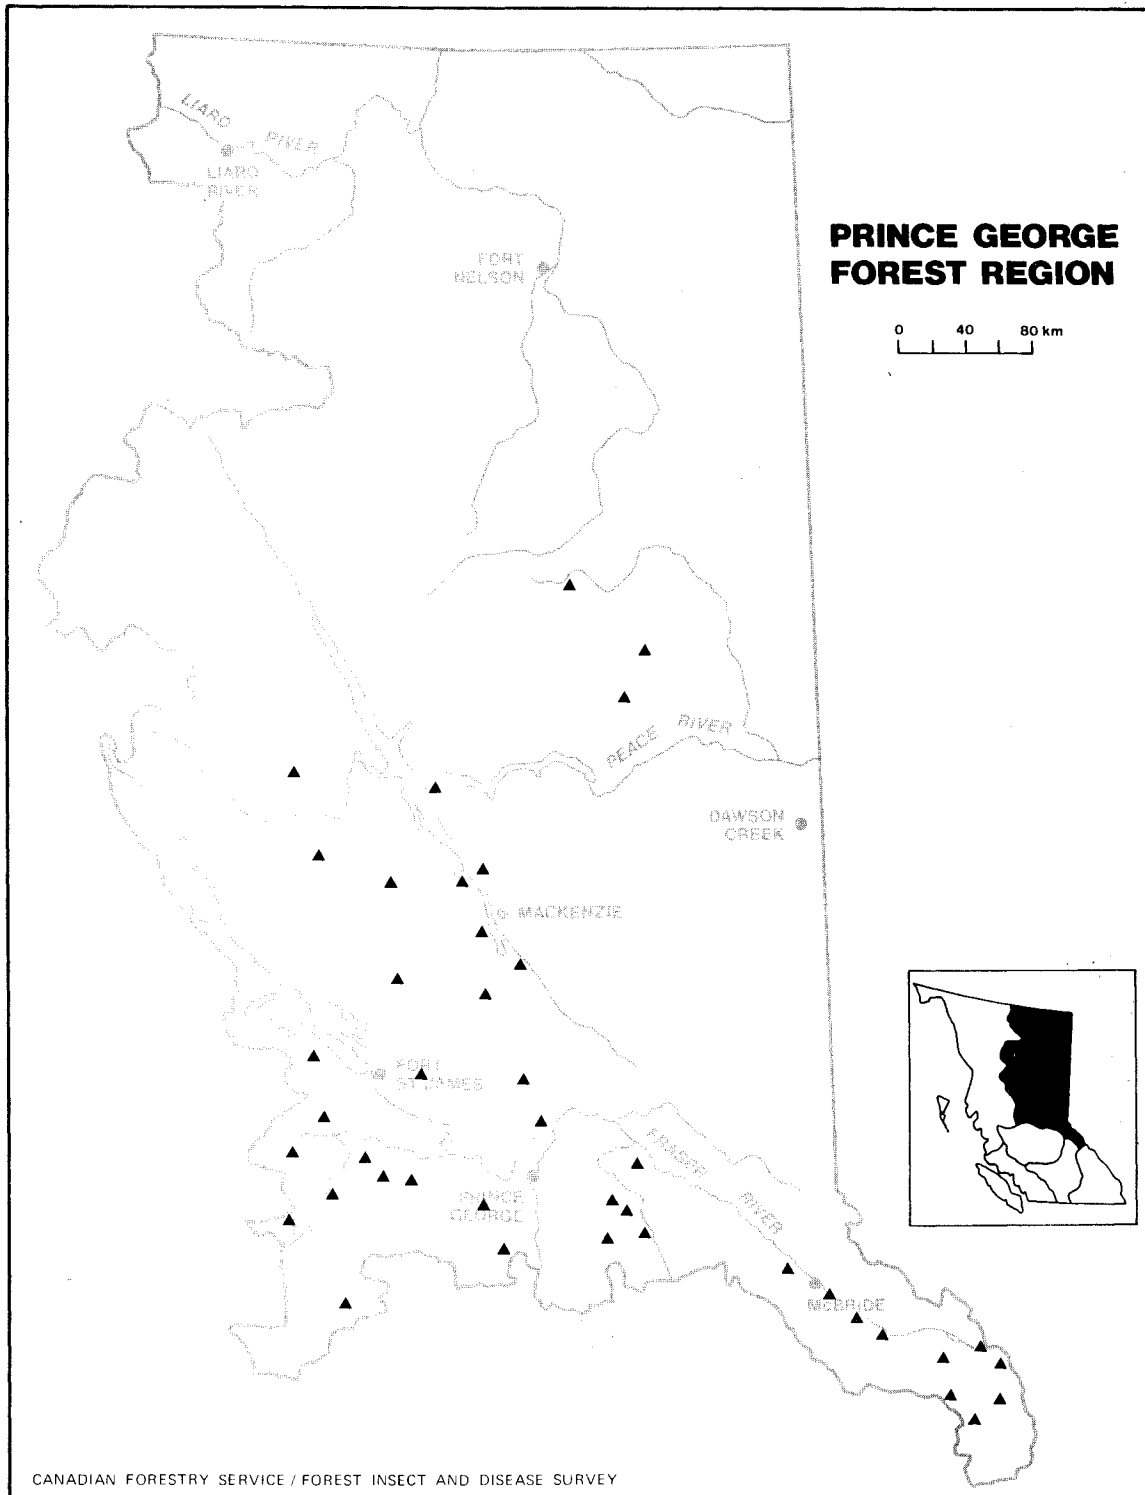 LIARD RIVER
LIARD
RIVER
FORT
NELSON
PRINCE GEORGE
FOREST REGION
0 40 80 km
PEACE RIVER
DAWSON
CREEK
MACKENZIE
FORT
ST JAMES
FRASER RIVER
PRINCE
GEORGE
McBRIDE
CANADIAN FORESTRY SERVICE / FOREST INSECT AND DISEASE SURVEY